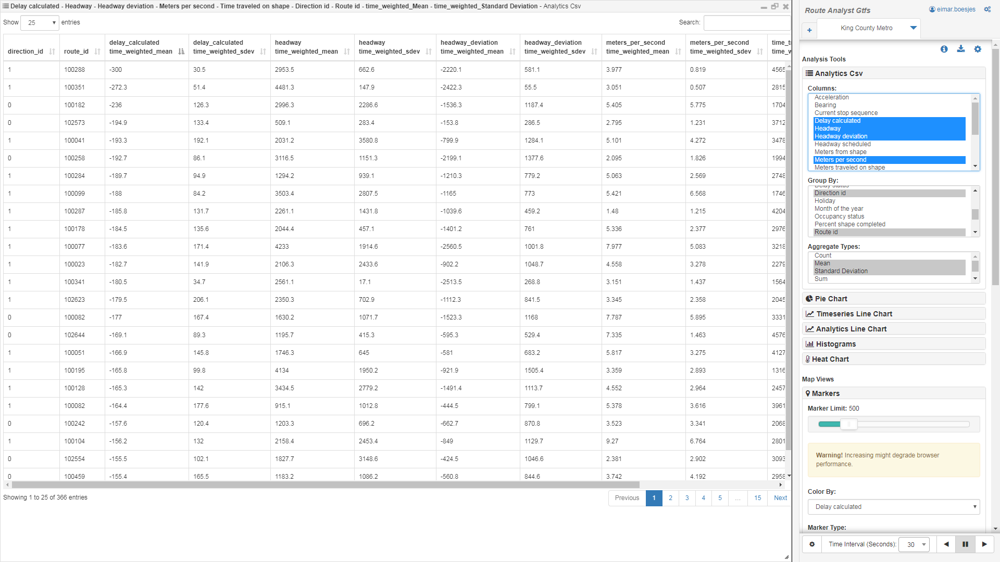 Delay calculated - Headway - Headway deviation - Meters per second - Time traveled on shape - Direction id - Route id - time_weighted_Mean - time_weighted_Standard Deviation - Analytics Csv
Show 25 entries
Search:
direction_id route_id delay_calculated time_weighted_mean delay_calculated time_weighted_sdev headway time_weighted_mean headway time_weighted_sdev headway_deviation time_weighted_mean headway_deviation time_weighted_sdev meters_per_second time_weighted_mean meters_per_second time_weighted_sdev
1 100288 -300 30.5 2953.5 662.6 -2220.1 581.1 3.977 0.819 4565
1 100351 -272.3 51.4 4481.3 147.9 -2422.3 55.5 3.051 0.507 2815
0 100182 -236 126.3 2996.3 2286.6 -1536.3 1187.4 5.405 5.775 1704
0 102573 -194.9 133.4 509.1 283.4 -153.8 286.5 2.795 1.231 3712
1 100041 -193.3 192.1 2031.2 3580.8 -799.9 1284.1 5.101 4.272 3478
0 100258 -192.7 86.1 3116.5 1151.3 -2199.1 1377.6 2.095 1.826 1994
1 100284 -189.7 94.9 1294.2 939.1 -1210.3 779.2 5.063 2.569 2748
1 100099 -188 84.2 3503.4 2807.5 -1165 773 5.421 6.568 1746
1 100287 -185.8 131.7 2261.1 1431.8 -1039.6 459.2 1.48 1.215 4204
1 100178 -184.5 135.6 2044.4 457.1 -1401.2 761 5.336 2.377 2976
1 100077 -183.6 171.4 4233 1914.6 -2560.5 1001.8 7.977 5.083 3218
1 100023 -182.7 141.9 2106.3 2433.6 -902.2 1048.7 4.558 3.278 2279
1 100341 -180.5 34.7 2561.1 17.1 -2513.5 268.8 3.151 1.437 1564
1 102623 -179.5 206.1 2350.3 702.9 -1112.3 841.5 3.345 2.358 2045
0 100082 -177 167.4 1630.2 1071.7 -1523.3 1168 7.787 5.895 3331
0 102644 -169.1 89.3 1195.7 415.3 -595.3 529.4 7.335 1.463 4576
1 100051 -166.9 145.8 1746.3 645 -581 683.2 5.817 3.275 4127
1 100195 -165.8 99.8 4134 1950.2 -921.9 1505.4 3.359 2.893 1316
1 100128 -165.3 142 3434.5 2779.2 -1491.4 1113.7 4.552 2.964 2457
1 100082 -164.4 177.6 915.1 1012.8 -444.5 799.1 5.378 3.616 3961
0 100242 -157.6 120.4 1203.3 696.2 -662.7 870.8 3.523 3.341 2068
1 100104 -156.2 132 2158.4 2453.4 -849 1129.7 9.27 6.764 2801
0 102554 -155.5 102.1 1827.7 3148.6 -424.5 1046.6 2.381 2.902 3093
0 100459 -155.4 165.5 1183.2 1086.2 -560.8 844.6 3.742 4.192 2958
Showing 1 to 25 of 366 entries
Previous 1 2 3 4 5 … 15 Next
Route Analyst Gtfs
eimar.boesjes
+ King County Metro
Analysis Tools
Analytics Csv
Columns:
Acceleration
Bearing
Current stop sequence
Delay calculated
Headway
Headway deviation
Headway scheduled
Meters from shape
Meters per second
Meters traveled on shape
Group By:
Delay status
Direction id
Holiday
Month of the year
Occupancy status
Percent shape completed
Route id
Aggregate Types:
Count
Mean
Standard Deviation
Sum
Pie Chart
Timeseries Line Chart
Analytics Line Chart
Histograms
Heat Chart
Map Views
Markers
Marker Limit: 500
Warning! Increasing might degrade browser
performance.
Color By:
Delay calculated
Marker Type:
Time Interval (Seconds): 30